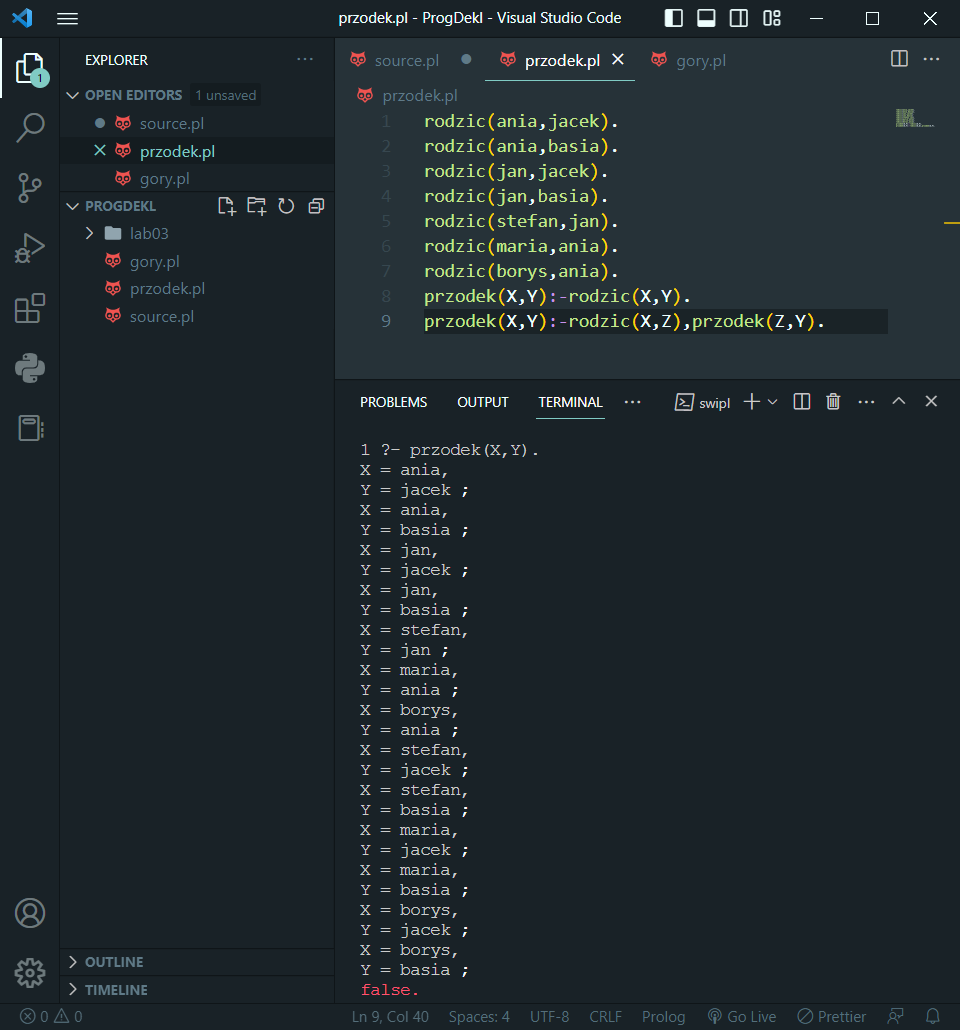 przodek.pl - ProgDekl - Visual Studio Code
EXPLORER
OPEN EDITORS 1 unsaved
source.pl
przodek.pl
gory.pl
PROGDEKL
lab03
gory.pl
przodek.pl
source.pl
OUTLINE
TIMELINE
1
source.pl przodek.pl gory.pl
przodek.pl
1 rodzic(ania,jacek).
2 rodzic(ania,basia).
3 rodzic(jan,jacek).
4 rodzic(jan,basia).
5 rodzic(stefan,jan).
6 rodzic(maria,ania).
7 rodzic(borys,ania).
8 przodek(X,Y):-rodzic(X,Y).
9 przodek(X,Y):-rodzic(X,Z),przodek(Z,Y).
PROBLEMS OUTPUT TERMINAL swipl
1 ?- przodek(X,Y).
X = ania,
Y = jacek ;
X = ania,
Y = basia ;
X = jan,
Y = jacek ;
X = jan,
Y = basia ;
X = stefan,
Y = jan ;
X = maria,
Y = ania ;
X = borys,
Y = ania ;
X = stefan,
Y = jacek ;
X = stefan,
Y = basia ;
X = maria,
Y = jacek ;
X = maria,
Y = basia ;
X = borys,
Y = jacek ;
X = borys,
Y = basia ;
false.
0 0 Ln 9, Col 40 Spaces: 4 UTF-8 CRLF Prolog Go Live Prettier